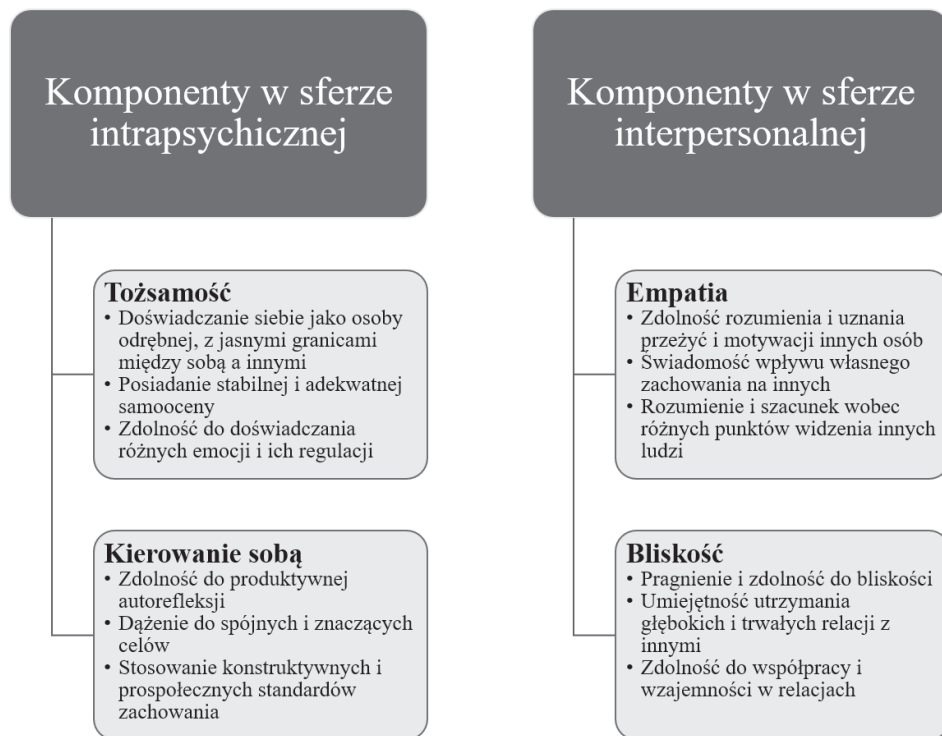 Komponenty w sferze
intrapsychicznej
Tożsamość
• Doświadczanie siebie jako osoby
odrębnej, z jasnymi granicami
między sobą a innymi
• Posiadanie stabilnej i adekwatnej
samooceny
• Zdolność do doświadczania
różnych emocji i ich regulacji
Kierowanie sobą
• Zdolność do produktywnej
autorefleksji
• Dążenie do spójnych i znaczących
celów
• Stosowanie konstruktywnych i
prospołecznych standardów
zachowania
Komponenty w sferze
interpersonalnej
Empatia
• Zdolność rozumienia i uznania
przeżyć i motywacji innych osób
• Świadomość wpływu własnego
zachowania na innych
• Rozumienie i szacunek wobec
różnych punktów widzenia innych
ludzi
Bliskość
• Pragnienie i zdolność do bliskości
• Umiejętność utrzymania
głębokich i trwałych relacji z
innymi
• Zdolność do współpracy i
wzajemności w relacjach